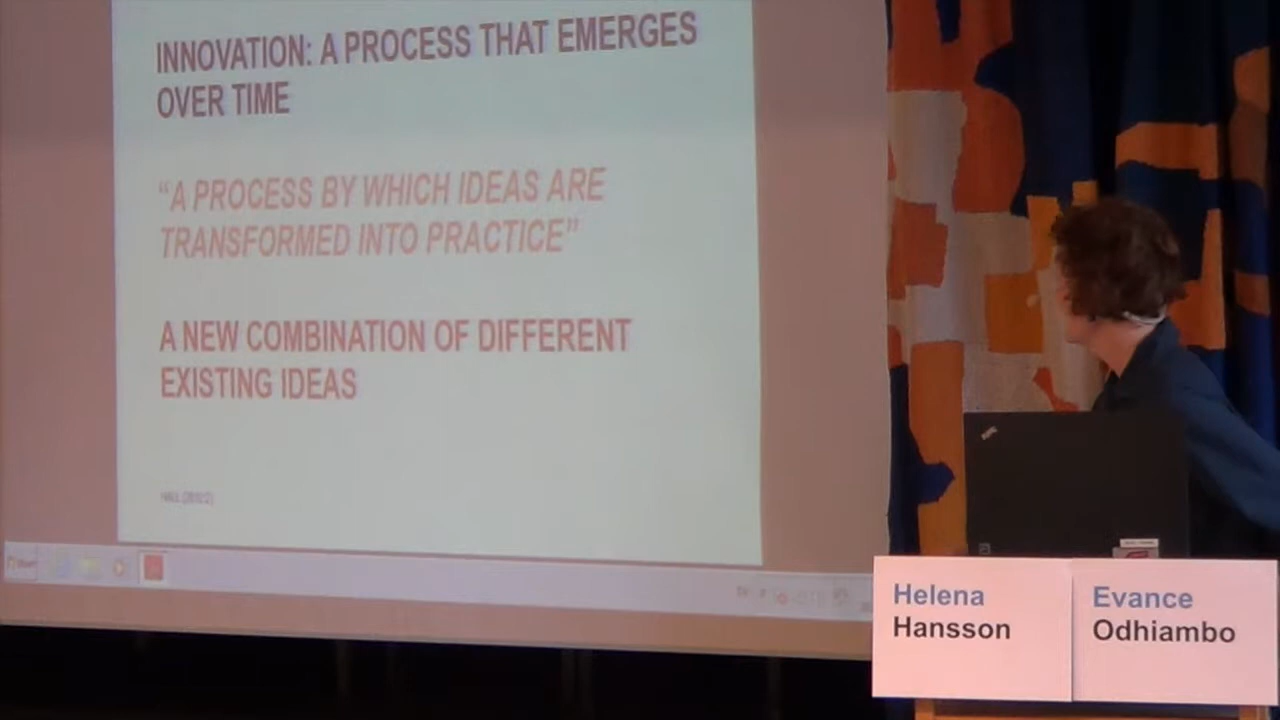 INNOVATION: A PROCESS THAT EMERGES
OVER TIME
“A PROCESS BY WHICH IDEAS ARE
TRANSFORMED INTO PRACTICE”
A NEW COMBINATION OF DIFFERENT
EXISTING IDEAS
Helena
Hansson
Evance
Odhiambo